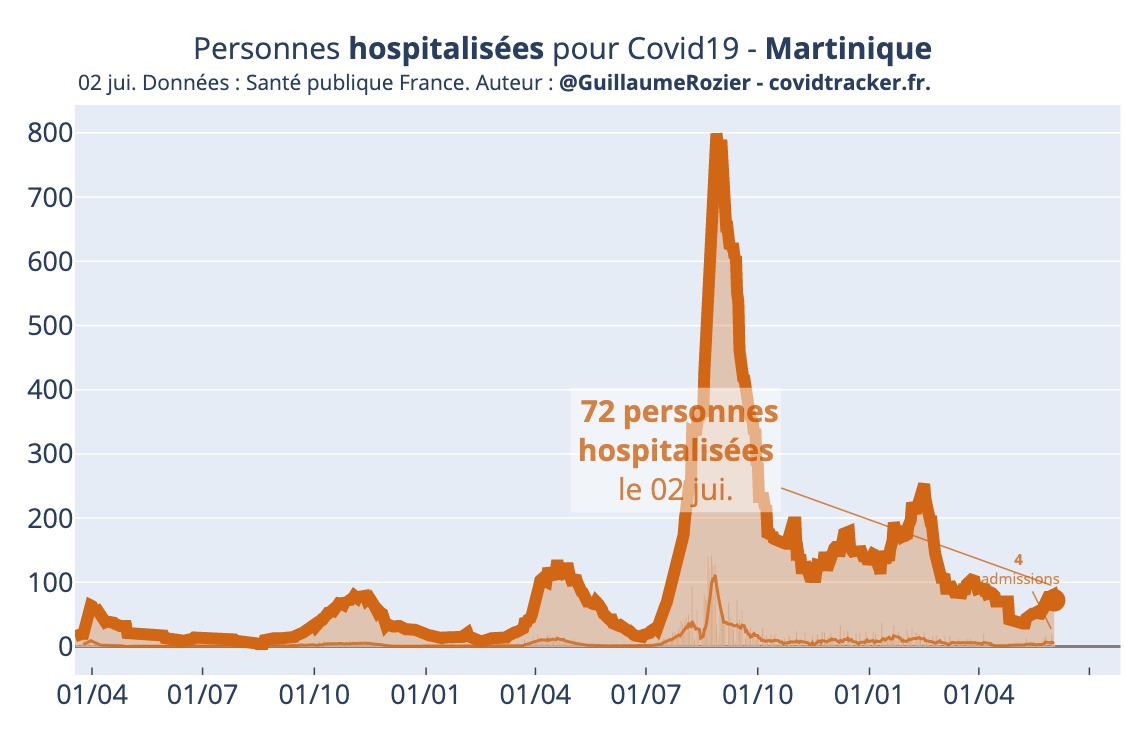 Personnes hospitalisées pour Covid19 - Martinique
02 jui. Données : Santé publique France. Auteur : @GuillaumeRozier - covidtracker.fr.
800
700
600
500
400
300
200
100
0
72 personnes
hospitalisées
le 02 jui.
4
admissions
01/04 01/07 01/10 01/01 01/04 01/07 01/10 01/01 01/04